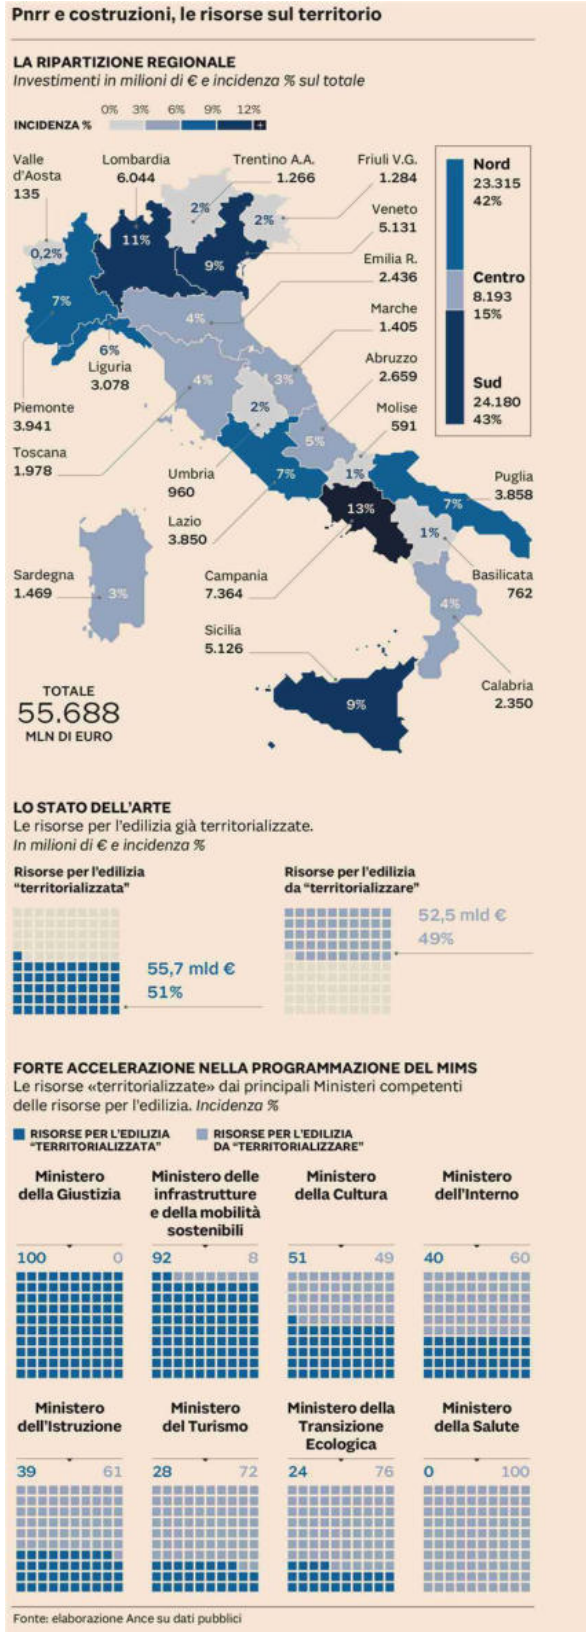 Pnrr e costruzioni, le risorse sul territorio
LA RIPARTIZIONE REGIONALE
Investimenti in milioni di € e incidenza % sul totale
0% 3% 6% 9% 12%
INCIDENZA % +
Valle
d'Aosta
135
Lombardia
6.044
Trentino A.A.
1.266
Friuli V.G.
1.284
Veneto
5.131
Emilia R.
2.436
Marche
1.405
Abruzzo
2.659
Molise
591
Puglia
3.858
Basilicata
762
Calabria
2.350
Liguria
3.078
Piemonte
3.941
Toscana
1.978
Umbria
960
Lazio
3.850
Campania
7.364
Sardegna
1.469
Sicilia
5.126
0,2%
11%
2%
2%
9%
7%
6%
4%
4%
3%
2%
5%
7%
1%
13%
7%
1%
3%
4%
9%
Nord
23.315
42%
Centro
8.193
15%
Sud
24.180
43%
TOTALE
55.688
MLN DI EURO
LO STATO DELL'ARTE
Le risorse per l'edilizia già territorializzate.
In milioni di € e incidenza %
Risorse per l'edilizia
"territorializzata"
55,7 mld €
51%
Risorse per l'edilizia
da "territorializzare"
52,5 mld €
49%
FORTE ACCELERAZIONE NELLA PROGRAMMAZIONE DEL MIMS
Le risorse «territorializzate» dai principali Ministeri competenti
delle risorse per l'edilizia. Incidenza %
RISORSE PER L'EDILIZIA
"TERRITORIALIZZATA"
RISORSE PER L'EDILIZIA
DA "TERRITORIALIZZARE"
Ministero
della Giustizia
100 0
Ministero delle
infrastrutture
e della mobilità
sostenibili
92 8
Ministero
della Cultura
51 49
Ministero
dell'Interno
40 60
Ministero
dell'Istruzione
39 61
Ministero
del Turismo
28 72
Ministero della
Transizione
Ecologica
24 76
Ministero
della Salute
0 100
Fonte: elaborazione Ance su dati pubblici